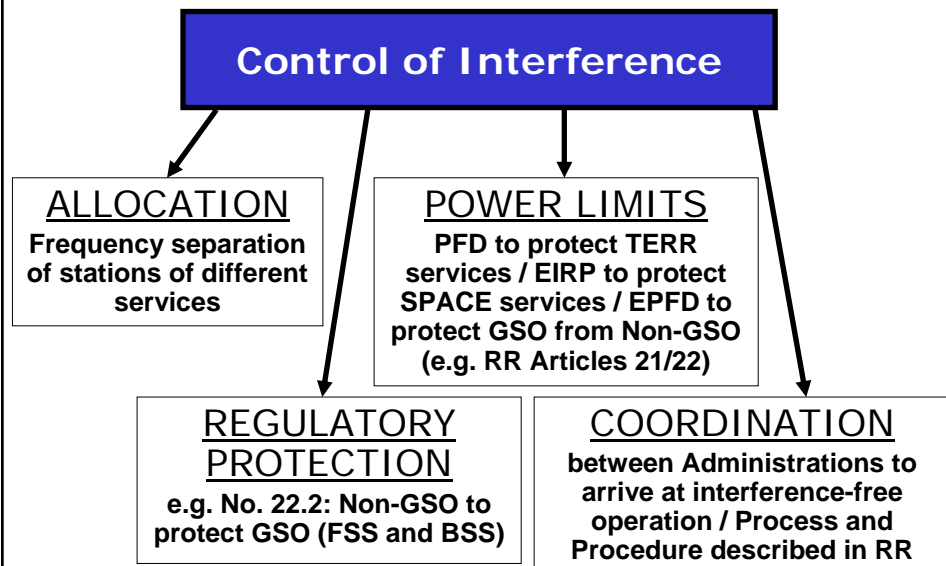 Control of Interference
ALLOCATION
Frequency separation
of stations of different
services
POWER LIMITS
PFD to protect TERR
services / EIRP to protect
SPACE services / EPFD to
protect GSO from Non-GSO
(e.g. RR Articles 21/22)
REGULATORY
PROTECTION
e.g. No. 22.2: Non-GSO to
protect GSO (FSS and BSS)
COORDINATION
between Administrations to
arrive at interference-free
operation / Process and
Procedure described in RR